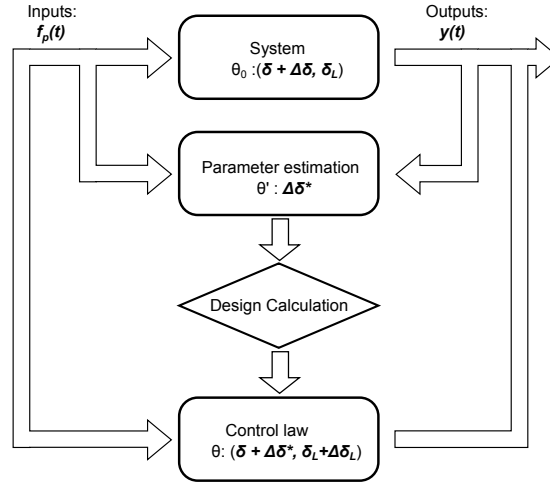 Inputs:
f_p(t)
Outputs:
y(t)
System
θ₀ :(δ + Δδ, δ_L)
Parameter estimation
θ' : Δδ*
Design Calculation
Control law
θ: (δ + Δδ*, δ_L+Δδ_L)